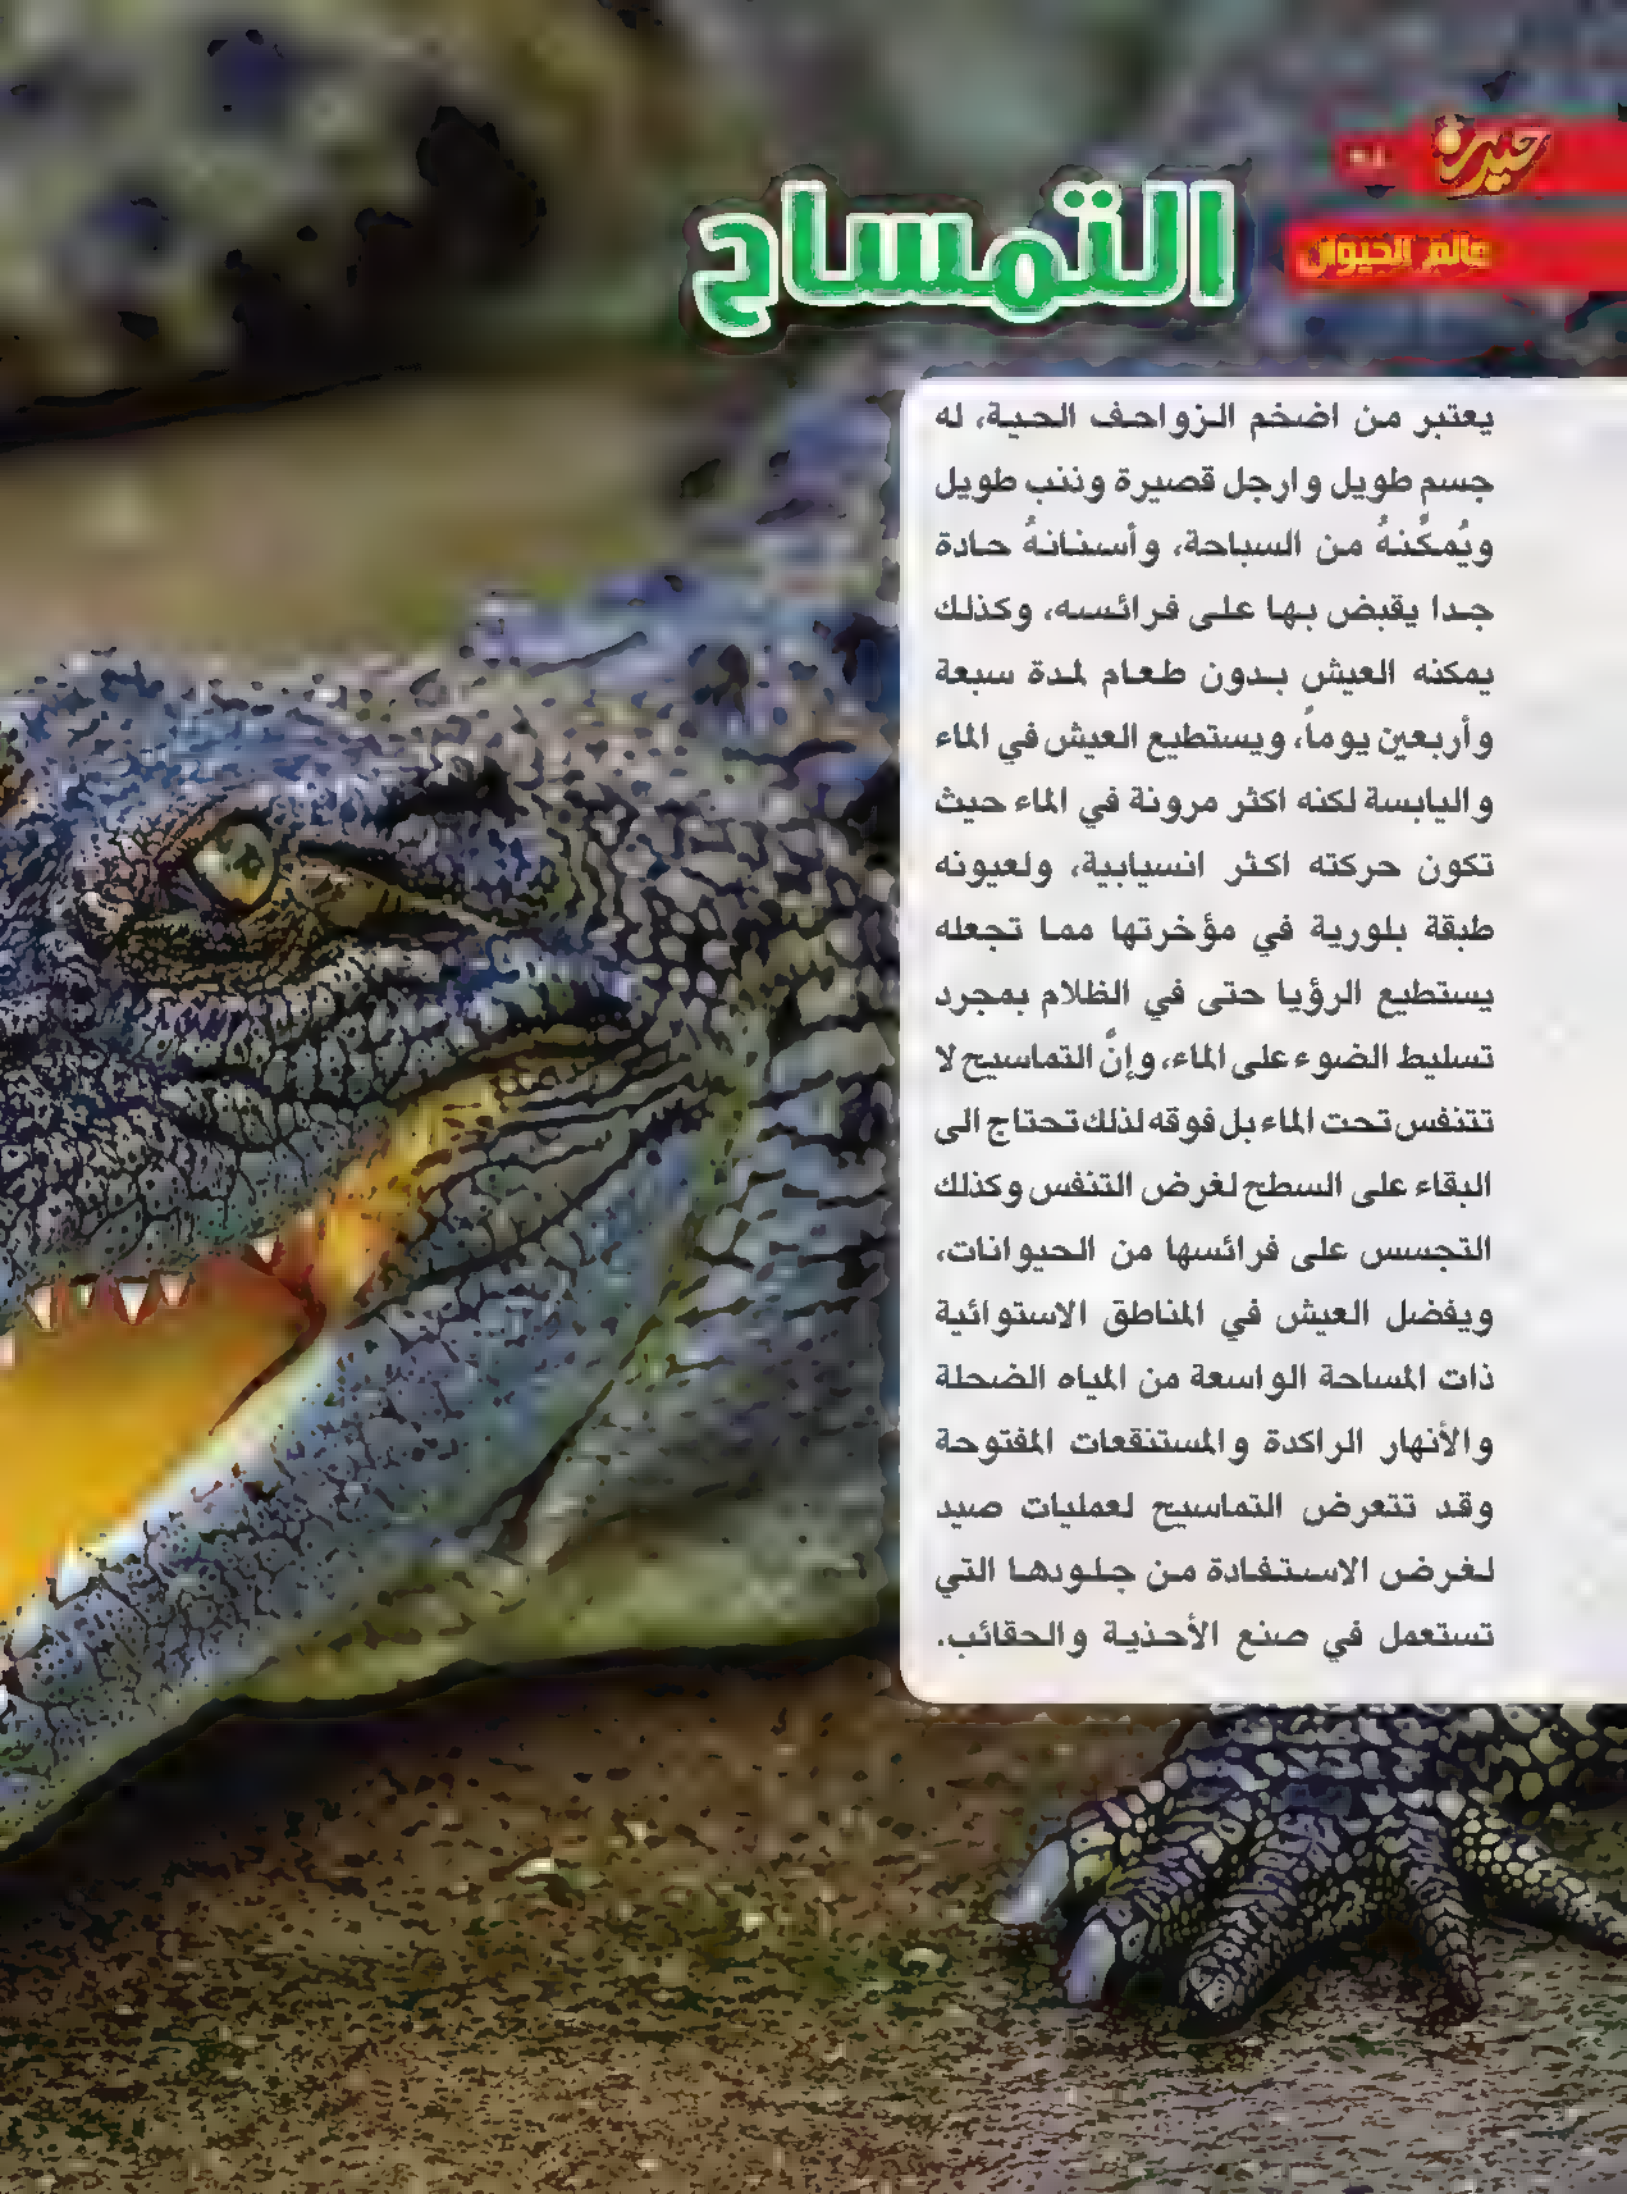 حيدرة
عالم الحيوان
التمساح
يعتبر من اضخم الزواحف الحية، له
جسم طويل وارجل قصيرة وذنب طويل
ويُمكّنهُ من السباحة، وأسنانهُ حادة
جدا يقبض بها على فرائسه، وكذلك
يمكنه العيش بدون طعام لمدة سبعة
وأربعين يوماً، ويستطيع العيش في الماء
واليابسة لكنه اكثر مرونة في الماء حيث
تكون حركته اكثر انسيابية، ولعيونه
طبقة بلورية في مؤخرتها مما تجعله
يستطيع الرؤيا حتى في الظلام بمجرد
تسليط الضوء على الماء، وإنَّ التماسيح لا
تتنفس تحت الماء بل فوقه لذلك تحتاج الى
البقاء على السطح لغرض التنفس وكذلك
التجسس على فرائسها من الحيوانات،
ويفضل العيش في المناطق الاستوائية
ذات المساحة الواسعة من المياه الضحلة
والأنهار الراكدة والمستنقعات المفتوحة
وقد تتعرض التماسيح لعمليات صيد
لغرض الاستفادة من جلودها التي
تستعمل في صنع الأحذية والحقائب.